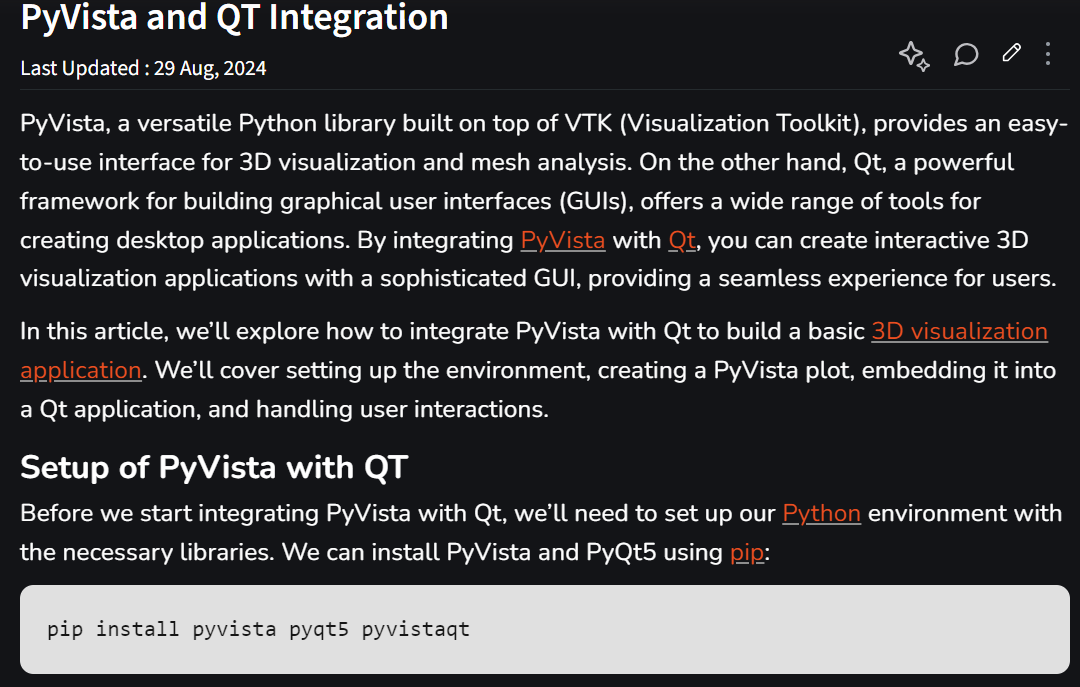 PyVista and QT Integration
Last Updated : 29 Aug, 2024
PyVista, a versatile Python library built on top of VTK (Visualization Toolkit), provides an easy-
to-use interface for 3D visualization and mesh analysis. On the other hand, Qt, a powerful
framework for building graphical user interfaces (GUIs), offers a wide range of tools for
creating desktop applications. By integrating PyVista with Qt, you can create interactive 3D
visualization applications with a sophisticated GUI, providing a seamless experience for users.
In this article, we’ll explore how to integrate PyVista with Qt to build a basic 3D visualization
application. We’ll cover setting up the environment, creating a PyVista plot, embedding it into
a Qt application, and handling user interactions.
Setup of PyVista with QT
Before we start integrating PyVista with Qt, we’ll need to set up our Python environment with
the necessary libraries. We can install PyVista and PyQt5 using pip:
pip install pyvista pyqt5 pyvistaqt